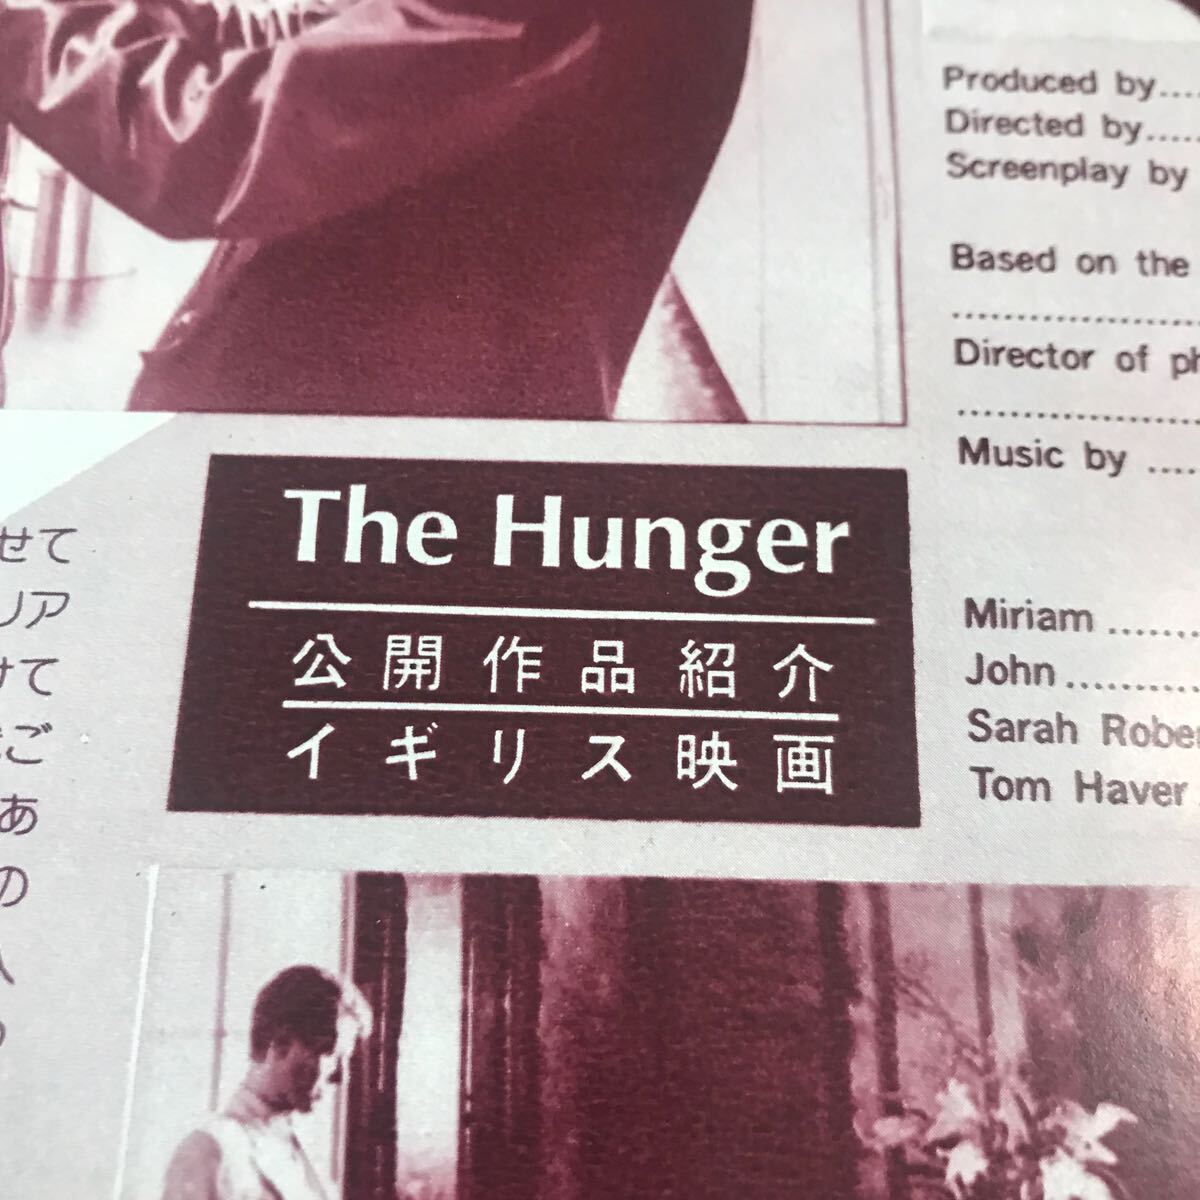 Produced by....
Directed by.....
Screenplay by
Based on the
Director of
Music by ....
The Hunger
公開作品紹介
イギリス映画
せて
リア
けて
ご
あ
の
Miriam .......
John ..........
Sarah
Tom Haver